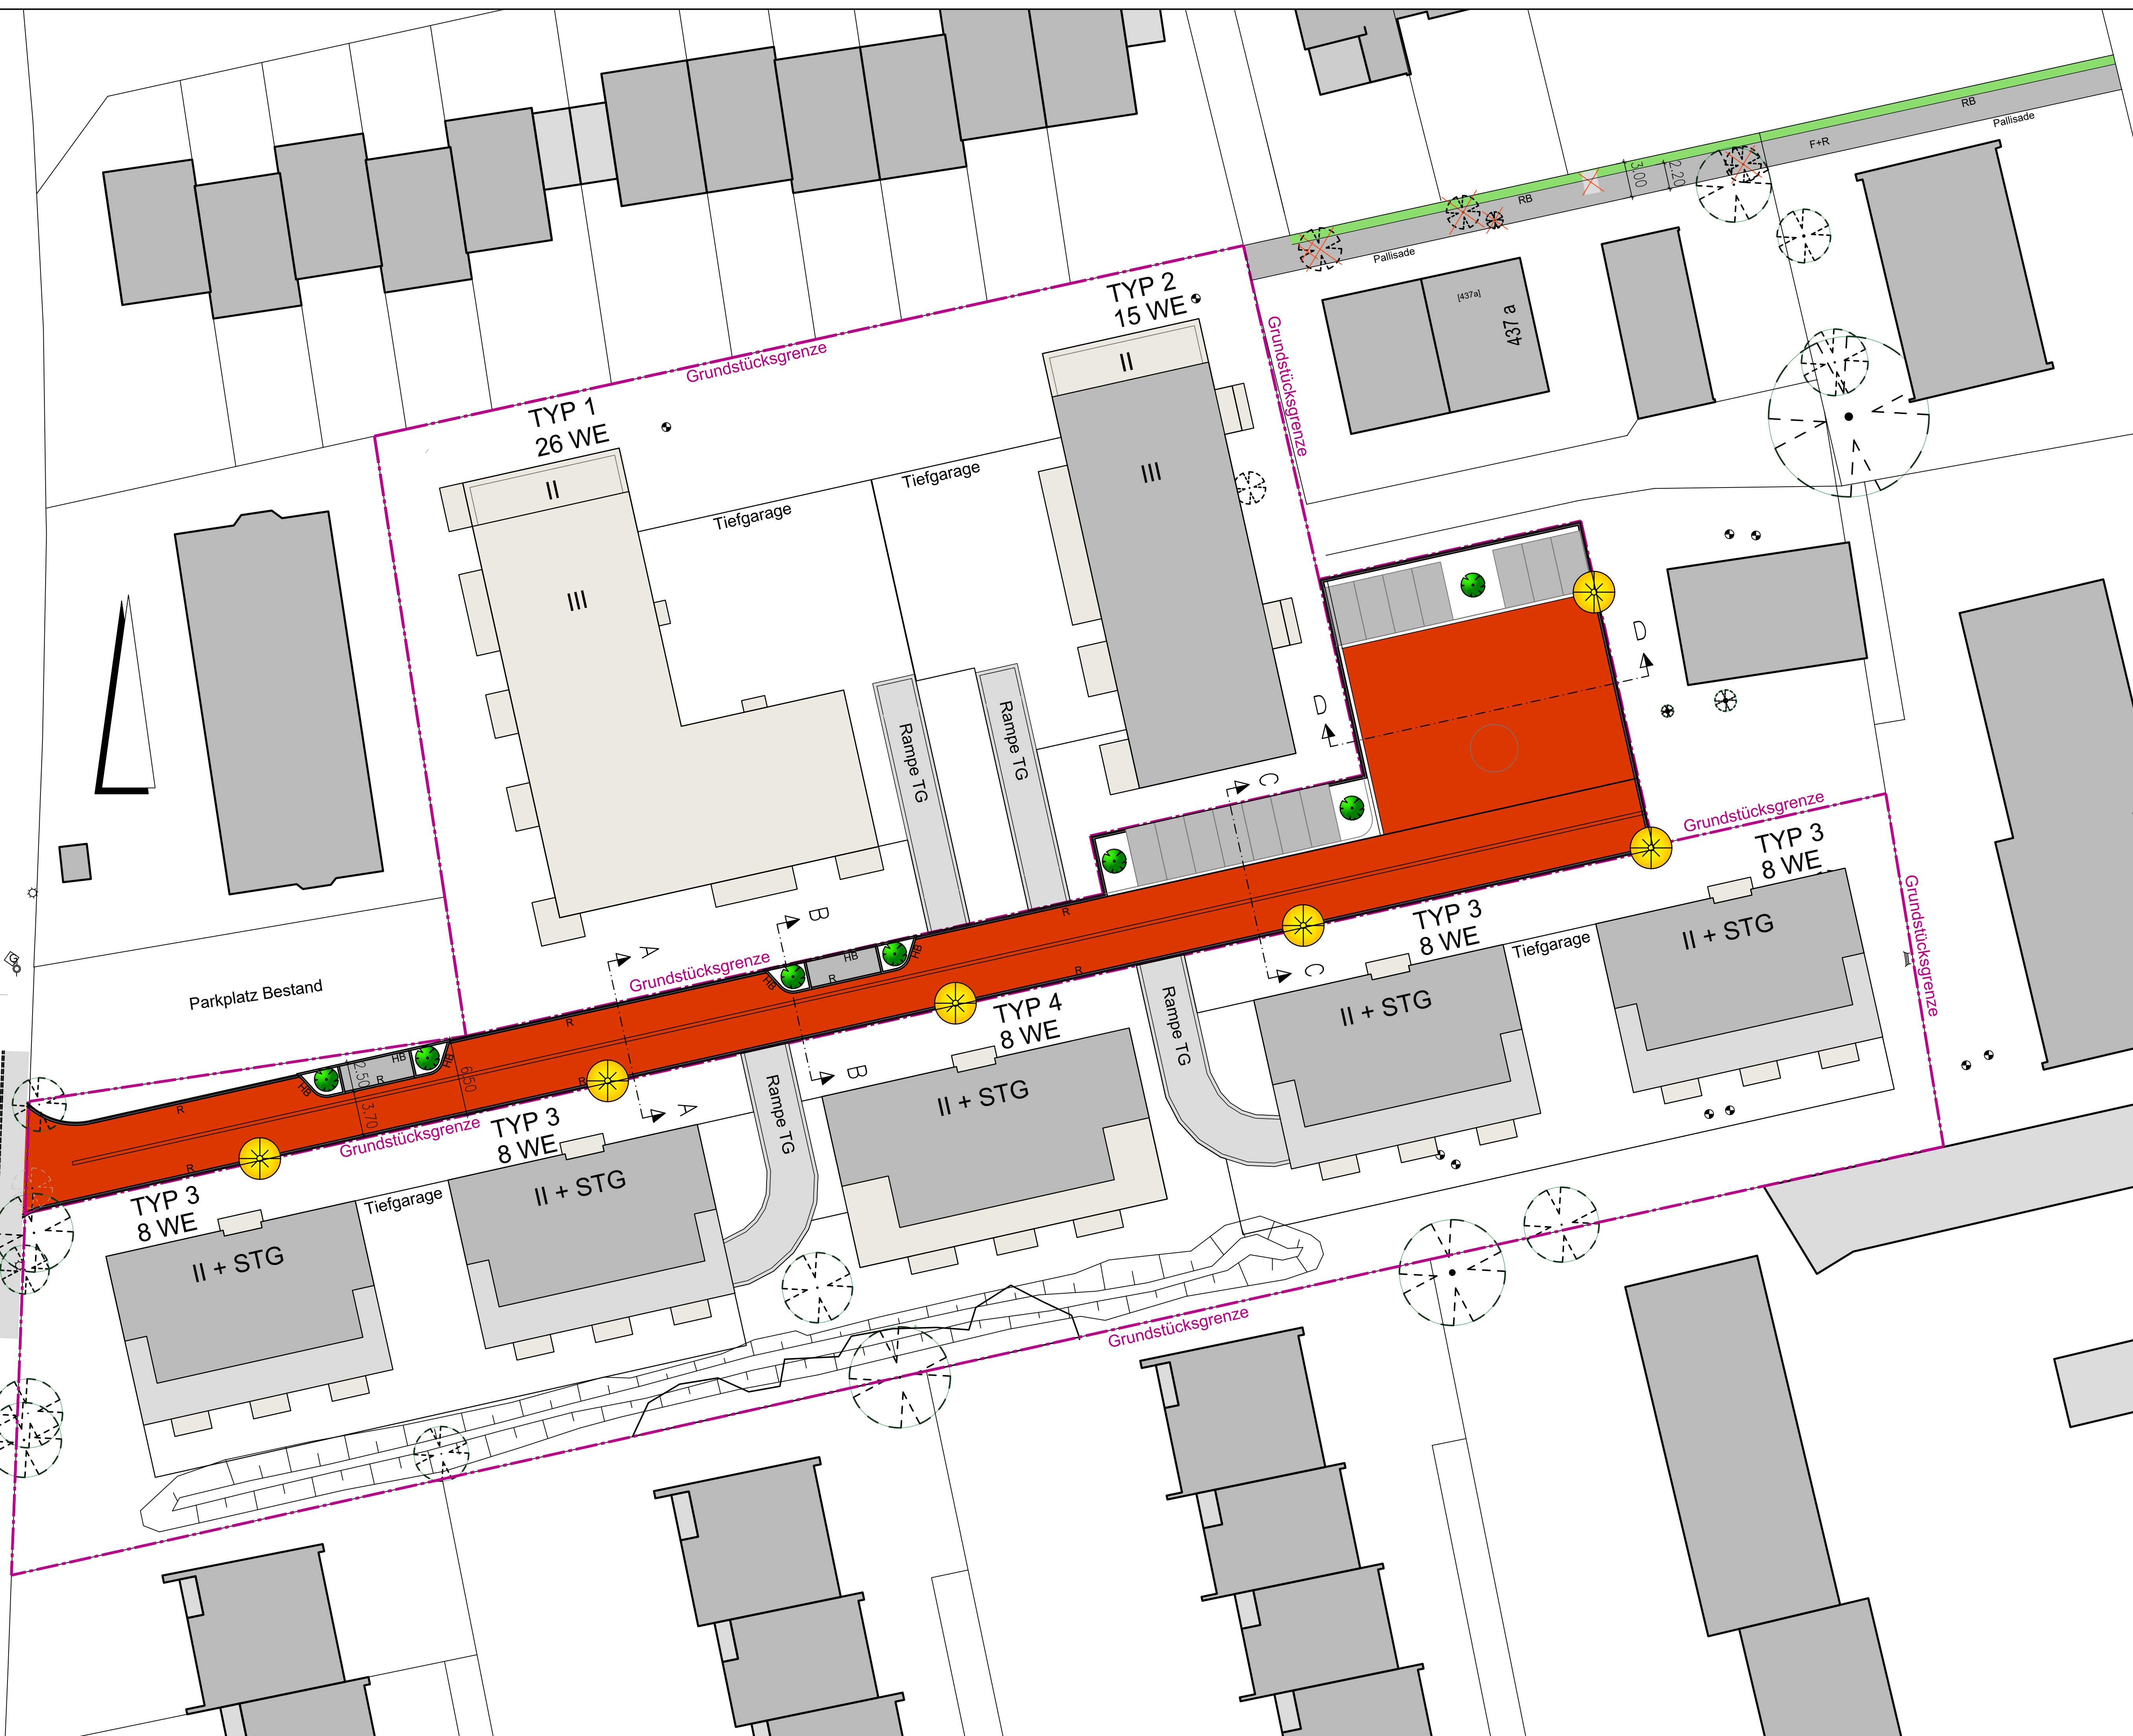 RB
Pallisade
F+R
3.00
2.20
RB
Pallisade
[437a]
437 a
TYP 2
15 WE
II
Grundstücksgrenze
Grundstücksgrenze
TYP 1
26 WE
II
III
III
Tiefgarage
Tiefgarage
D
D
Rampe TG
Rampe TG
C
Grundstücksgrenze
TYP 3
8 WE
Grundstücksgrenze
R
B
TYP 3
8 WE
II + STG
Tiefgarage
A
Grundstücksgrenze
HB
HB
R
HB
R
C
Parkplatz Bestand
R
TYP 4
8 WE
II + STG
Rampe TG
HB
HB
R
HB
2.50
3.70
6.50
R
B
II + STG
R
A
Rampe TG
TYP 3
8 WE
Grundstücksgrenze
R
II + STG
TYP 3
8 WE
Tiefgarage
II + STG
Grundstücksgrenze